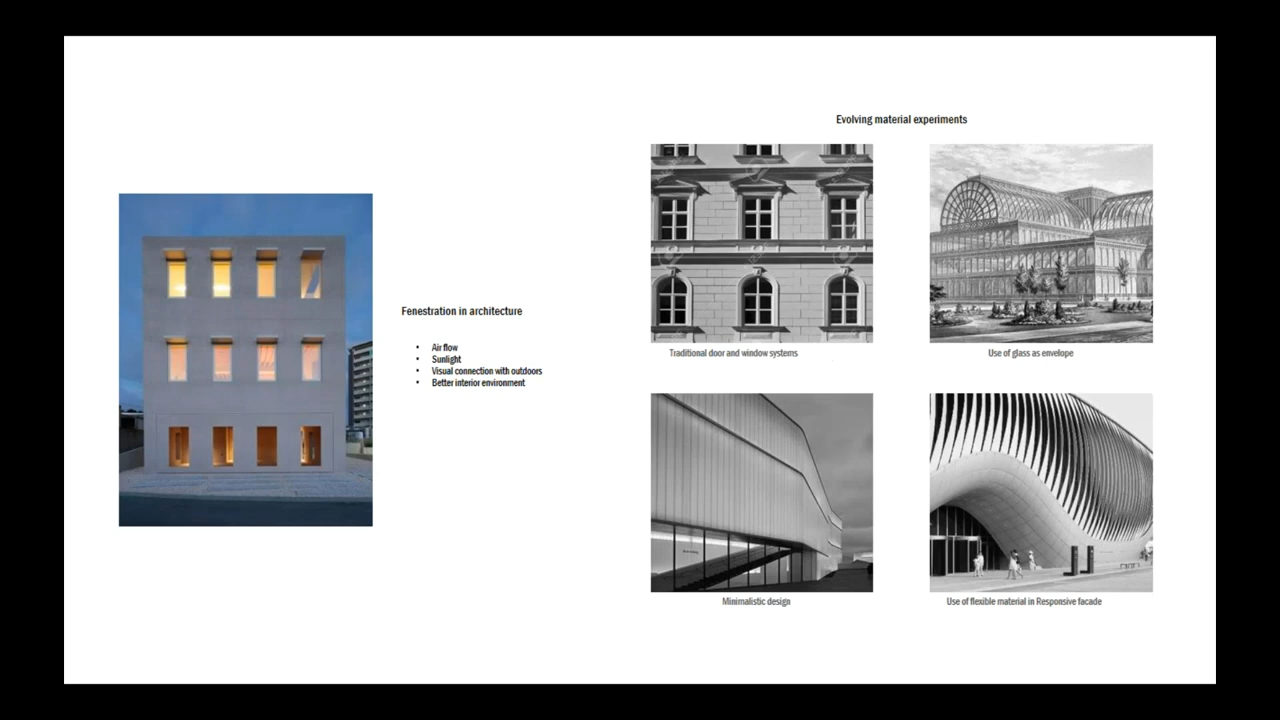 Evolving material experiments
Fenestration in architecture
Air flow
Sunlight
Visual connection with outdoors
Better interior environment
Traditional door and window systems
Use of glass as envelope
Minimalistic design
Use of flexible material in Responsive facade